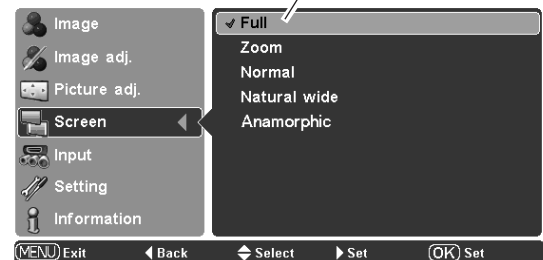 Image
Image adj.
Picture adj.
Screen
Input
Setting
Information
Full
Zoom
Normal
Natural wide
Anamorphic
MENU Exit Back Select Set OK Set